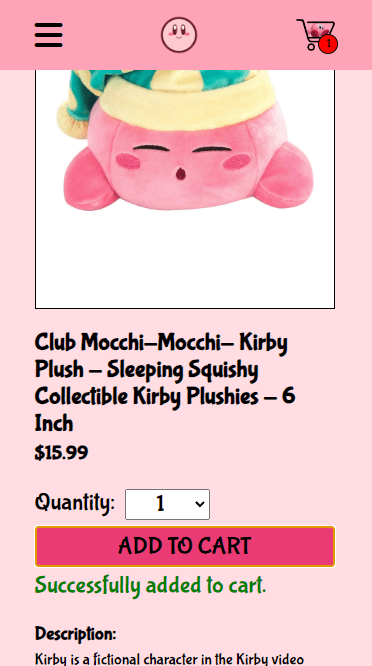 1
Club Mocchi-Mocchi- Kirby
Plush - Sleeping Squishy
Collectible Kirby Plushies - 6
Inch
$15.99
Quantity: 1
ADD TO CART
Successfully added to cart.
Description:
Kirby is a fictional character in the Kirby video